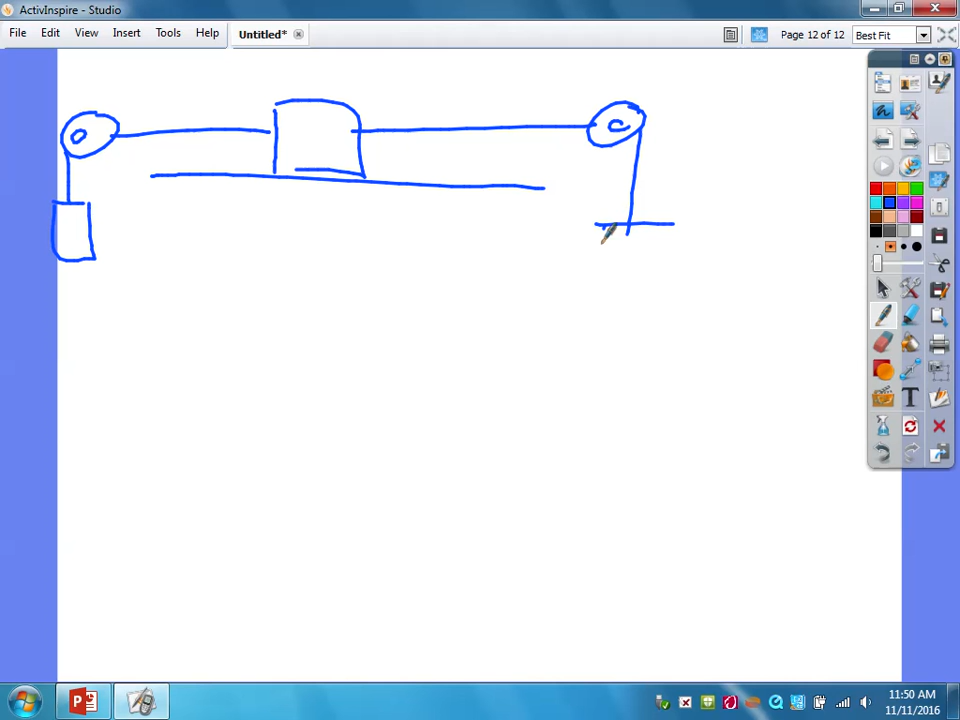 ActivInspire - Studio
File Edit View Insert Tools Help Untitled* Page 12 of 12 Best Fit
11:50 AM
11/11/2016